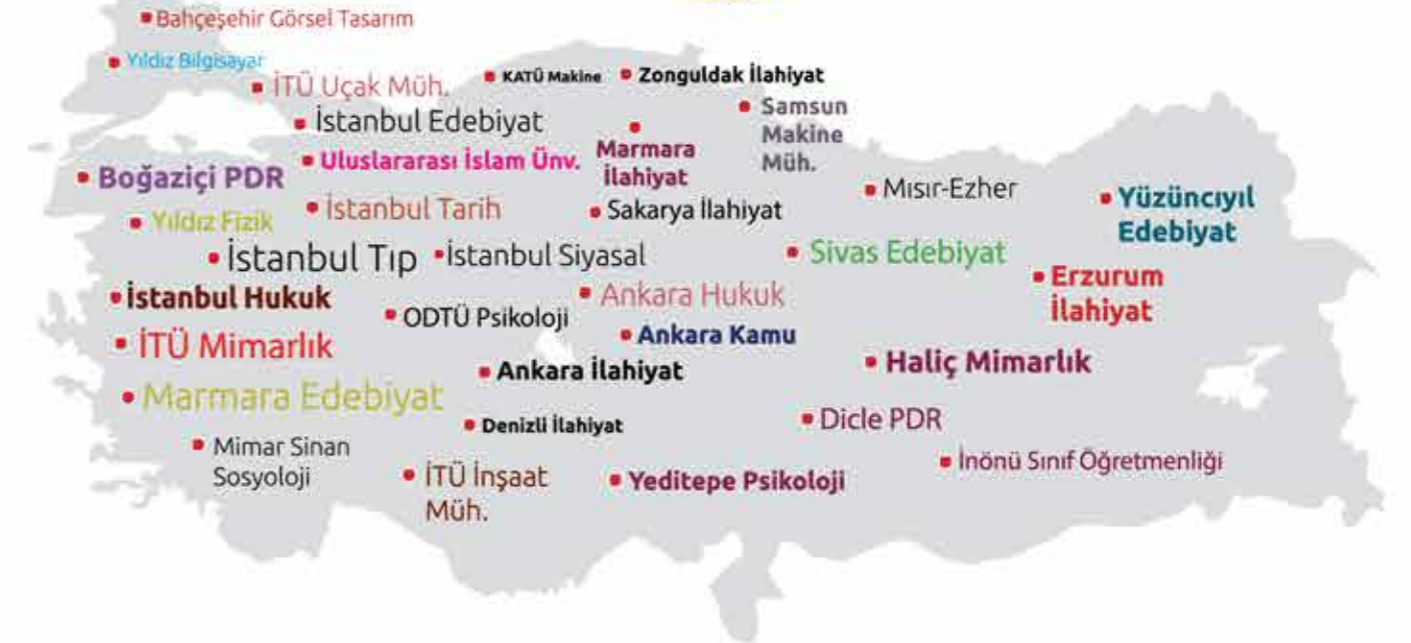 Bahçeşehir Görsel Tasarım
Yıldız Bilgisayar
İTÜ Uçak Müh.
KATÜ Makine
Zonguldak İlahiyat
İstanbul Edebiyat
Samsun
Makine
Müh.
Uluslararası İslam Ünv.
Marmara
İlahiyat
Boğaziçi PDR
Mısır-Ezher
Yüzüncıyıl
Edebiyat
Yıldız Fizik
İstanbul Tarih
Sakarya İlahiyat
İstanbul Tıp
İstanbul Siyasal
Sivas Edebiyat
Erzurum
İlahiyat
İstanbul Hukuk
ODTÜ Psikoloji
Ankara Hukuk
Ankara Kamu
İTÜ Mimarlık
Ankara İlahiyat
Haliç Mimarlık
Marmara Edebiyat
Denizli İlahiyat
Dicle PDR
Mimar Sinan
Sosyoloji
İTÜ İnşaat
Müh.
Yeditepe Psikoloji
İnönü Sınıf Öğretmenliği